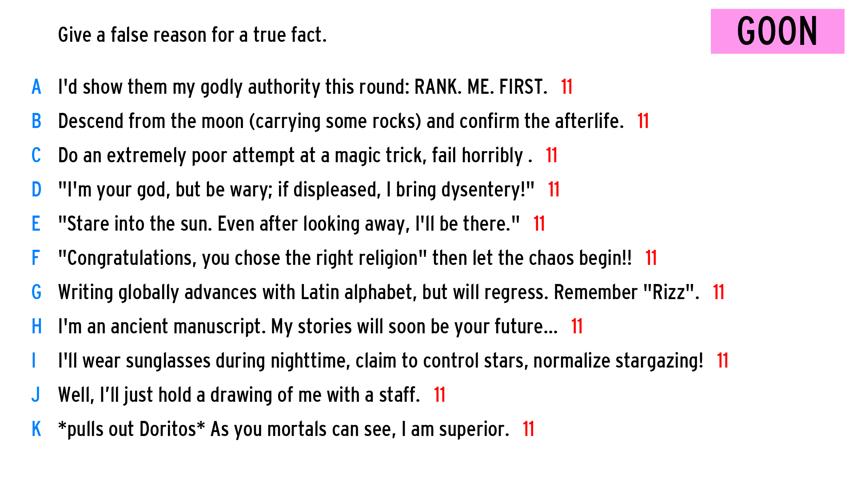 Give a false reason for a true fact.
GOON
A I'd show them my godly authority this round: RANK. ME. FIRST. 11
B Descend from the moon (carrying some rocks) and confirm the afterlife. 11
C Do an extremely poor attempt at a magic trick, fail horribly . 11
D "I'm your god, but be wary; if displeased, I bring dysentery!" 11
E "Stare into the sun. Even after looking away, I'll be there." 11
F "Congratulations, you chose the right religion" then let the chaos begin!! 11
G Writing globally advances with Latin alphabet, but will regress. Remember "Rizz". 11
H I'm an ancient manuscript. My stories will soon be your future... 11
I I'll wear sunglasses during nighttime, claim to control stars, normalize stargazing! 11
J Well, I’ll just hold a drawing of me with a staff. 11
K *pulls out Doritos* As you mortals can see, I am superior. 11